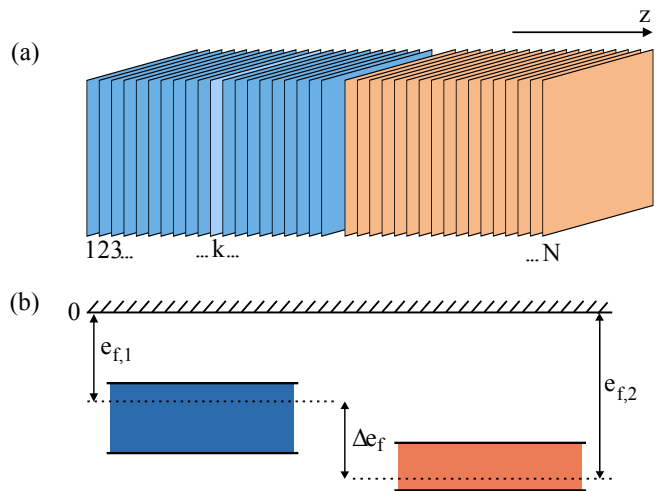 z
(a)
123...
...k...
...N
(b)
0
e_{f,1}
e_{f,2}
Δe_f